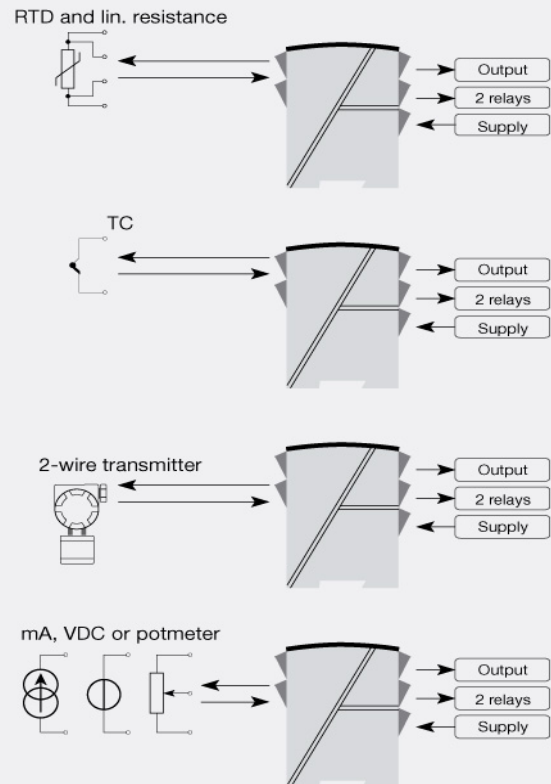 RTD and lin. resistance
Output
2 relays
Supply
TC
Output
2 relays
Supply
2-wire transmitter
Output
2 relays
Supply
mA, VDC or potmeter
Output
2 relays
Supply